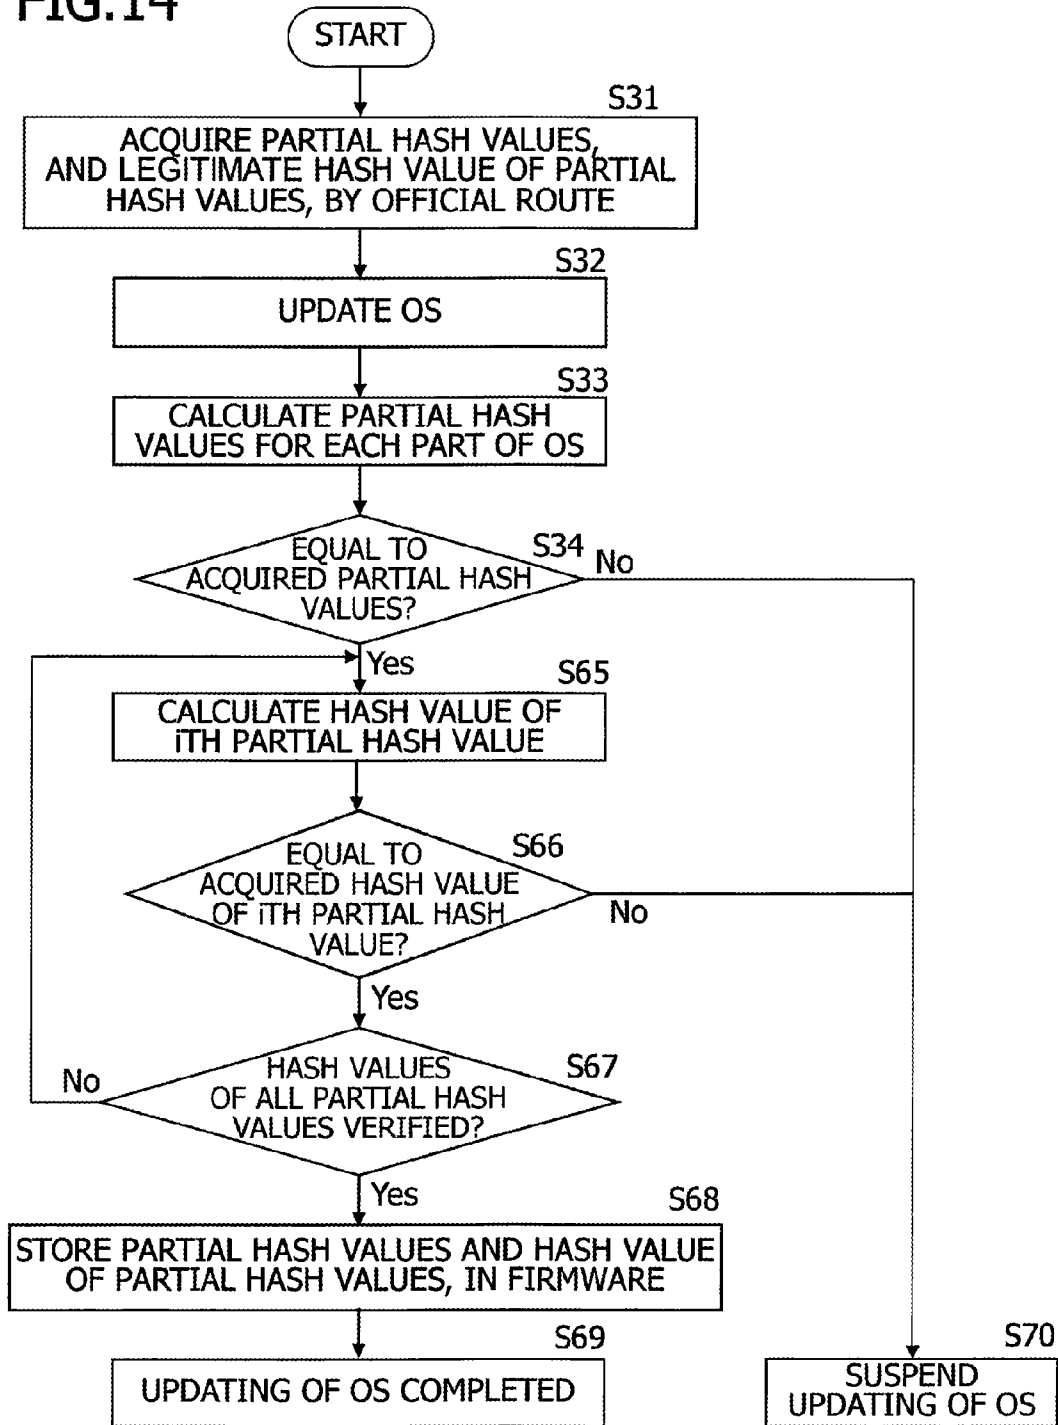 FIG.14
START
S31
ACQUIRE PARTIAL HASH VALUES,
AND LEGITIMATE HASH VALUE OF PARTIAL
HASH VALUES, BY OFFICIAL ROUTE
S32
UPDATE OS
S33
CALCULATE PARTIAL HASH
VALUES FOR EACH PART OF OS
S34
EQUAL TO
ACQUIRED PARTIAL HASH
VALUES?
No
Yes
S65
CALCULATE HASH VALUE OF
iTH PARTIAL HASH VALUE
S66
EQUAL TO
ACQUIRED HASH VALUE
OF iTH PARTIAL HASH
VALUE?
No
Yes
S67
HASH VALUES
OF ALL PARTIAL HASH
VALUES VERIFIED?
No
Yes
S68
STORE PARTIAL HASH VALUES AND HASH VALUE
OF PARTIAL HASH VALUES, IN FIRMWARE
S69
UPDATING OF OS COMPLETED
S70
SUSPEND
UPDATING OF OS